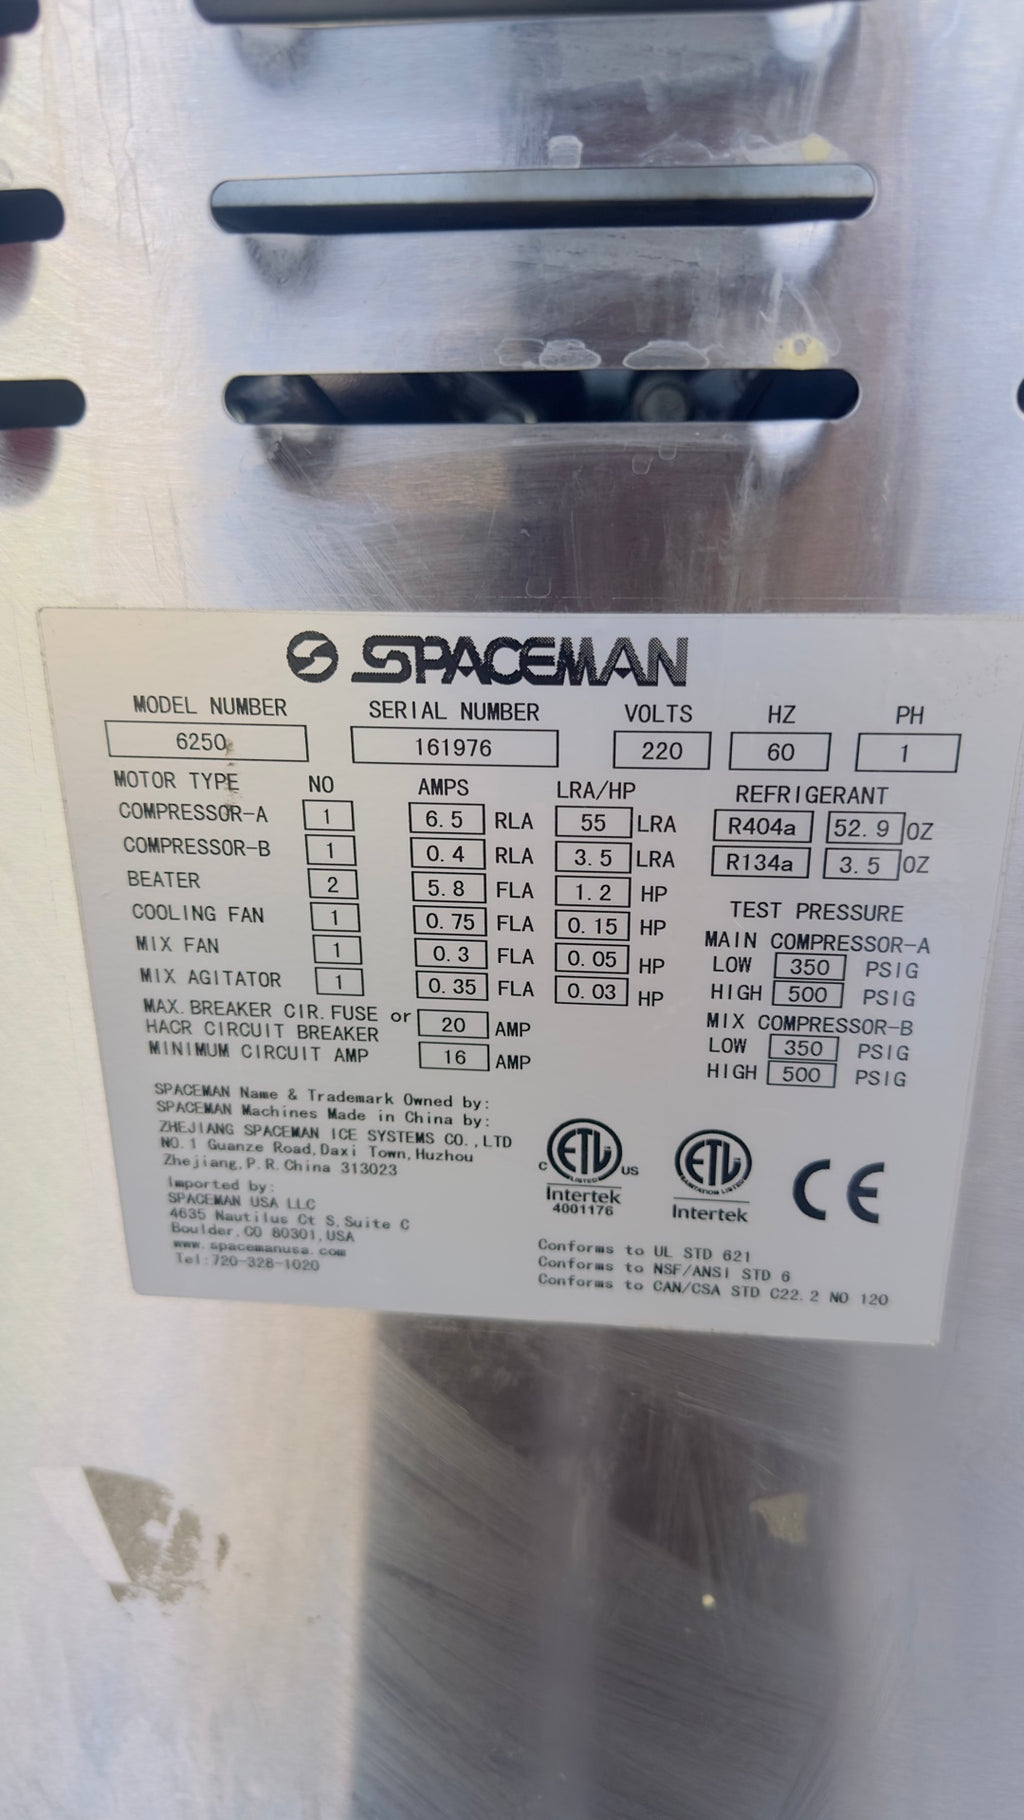 SPACEMAN
MODEL NUMBER SERIAL NUMBER VOLTS HZ PH
6250 161976 220 60 1
MOTOR TYPE NO AMPS LRA/HP REFRIGERANT
COMPRESSOR-A 1 6.5 RLA 55 LRA R404a 52.9 OZ
COMPRESSOR-B 1 0.4 RLA 3.5 LRA R134a 3.5 OZ
BEATER 2 5.8 FLA 1.2 HP
COOLING FAN 1 0.75 FLA 0.15 HP
MIX FAN 1 0.3 FLA 0.05 HP
MIX AGITATOR 1 0.35 FLA 0.03 HP
MAX. BREAKER CIR. FUSE or
HACR CIRCUIT BREAKER 20 AMP
MINIMUM CIRCUIT AMP 16 AMP
TEST PRESSURE
MAIN COMPRESSOR-A
LOW 350 PSIG
HIGH 500 PSIG
MIX COMPRESSOR-B
LOW 350 PSIG
HIGH 500 PSIG
SPACEMAN Name & Trademark Owned by:
SPACEMAN Machines Made in China by:
ZHEJIANG SPACEMAN ICE SYSTEMS CO.,LTD
NO.1 Guanze Road,Daxi Town,Huzhou
Zhejiang,P.R.China 313023
Imported by:
SPACEMAN USA LLC
4635 Nautilus Ct S,Suite C
Boulder,CO 80301,USA
www.spacemanusa.com
Tel:720-328-1020
C ETL US
LISTED
Intertek
4001176
ETL
SANITATION LISTED
Intertek
CE
Conforms to UL STD 621
Conforms to NSF/ANSI STD 6
Conforms to CAN/CSA STD C22.2 NO 120